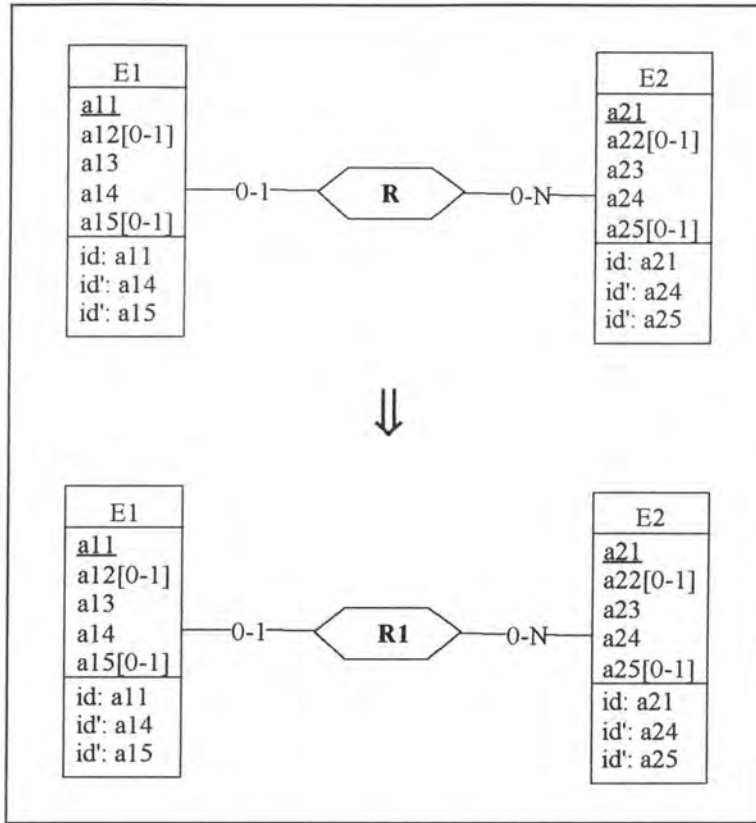 E1
a11
a12[0-1]
a13
a14
a15[0-1]
id: a11
id': a14
id': a15
0-1
R
0-N
E2
a21
a22[0-1]
a23
a24
a25[0-1]
id: a21
id': a24
id': a25
⇓
E1
a11
a12[0-1]
a13
a14
a15[0-1]
id: a11
id': a14
id': a15
0-1
R1
0-N
E2
a21
a22[0-1]
a23
a24
a25[0-1]
id: a21
id': a24
id': a25